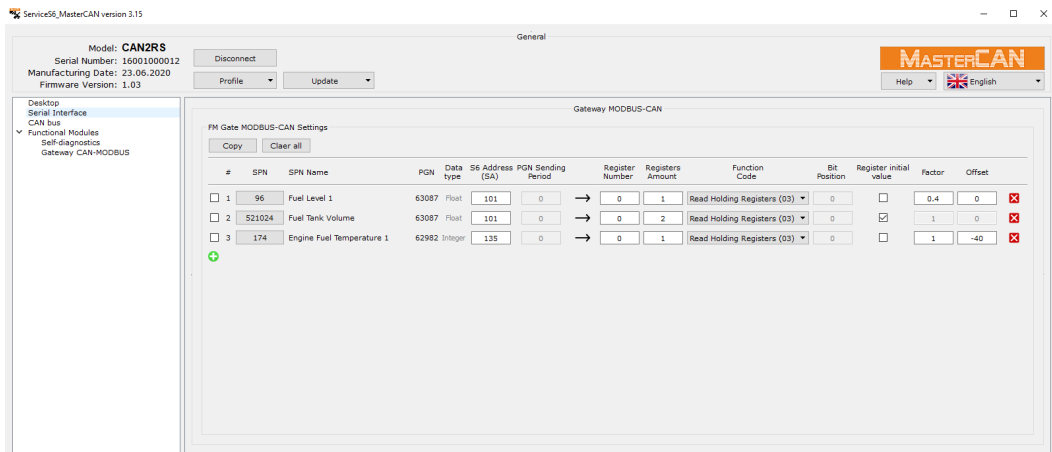 ServiceS6_MasterCAN version 3.15
General
Model: CAN2RS
Serial Number: 16001000012
Manufacturing Date: 23.06.2020
Firmware Version: 1.03
Disconnect
Profile
Update
MASTERCAN
Help
English
Desktop
Serial Interface
CAN bus
Functional Modules
Self-diagnostics
Gateway CAN-MODBUS
Gateway MODBUS-CAN
FM Gate MODBUS-CAN Settings
Copy
Claer all
# SPN SPN Name PGN Data type S6 Address (SA) PGN Sending Period Register Number Registers Amount Function Code Bit Position Register initial value Factor Offset
1 96 Fuel Level 1 63087 Float 101 0 → 0 1 Read Holding Registers (03) 0 0.4 0
2 521024 Fuel Tank Volume 63087 Float 101 0 → 0 2 Read Holding Registers (03) 0 1 0
3 174 Engine Fuel Temperature 1 62982 Integer 135 0 → 0 1 Read Holding Registers (03) 0 1 -40